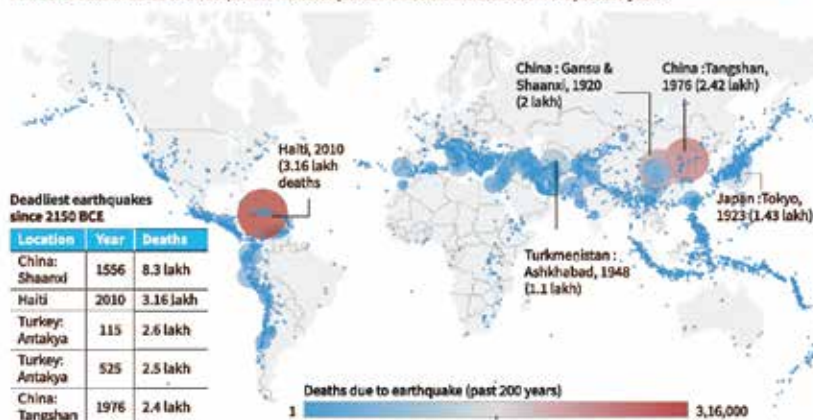 Haiti, 2010
(3.16 lakh
deaths
China : Gansu &
Shaanxi, 1920
(2 lakh)
China :Tangshan,
1976 (2.42 lakh)
Japan :Tokyo,
1923 (1.43 lakh)
Turkmenistan :
Ashkhabad, 1948
(1.1 lakh)
Deadliest earthquakes
since 2150 BCE
Location Year Deaths
China:
Shaanxi 1556 8.3 lakh
Haiti 2010 3.16 lakh
Turkey:
Antakya 115 2.6 lakh
Turkey:
Antakya 525 2.5 lakh
China:
Tangshan 1976 2.4 lakh
Deaths due to earthquake (past 200 years)
1 3,16,000